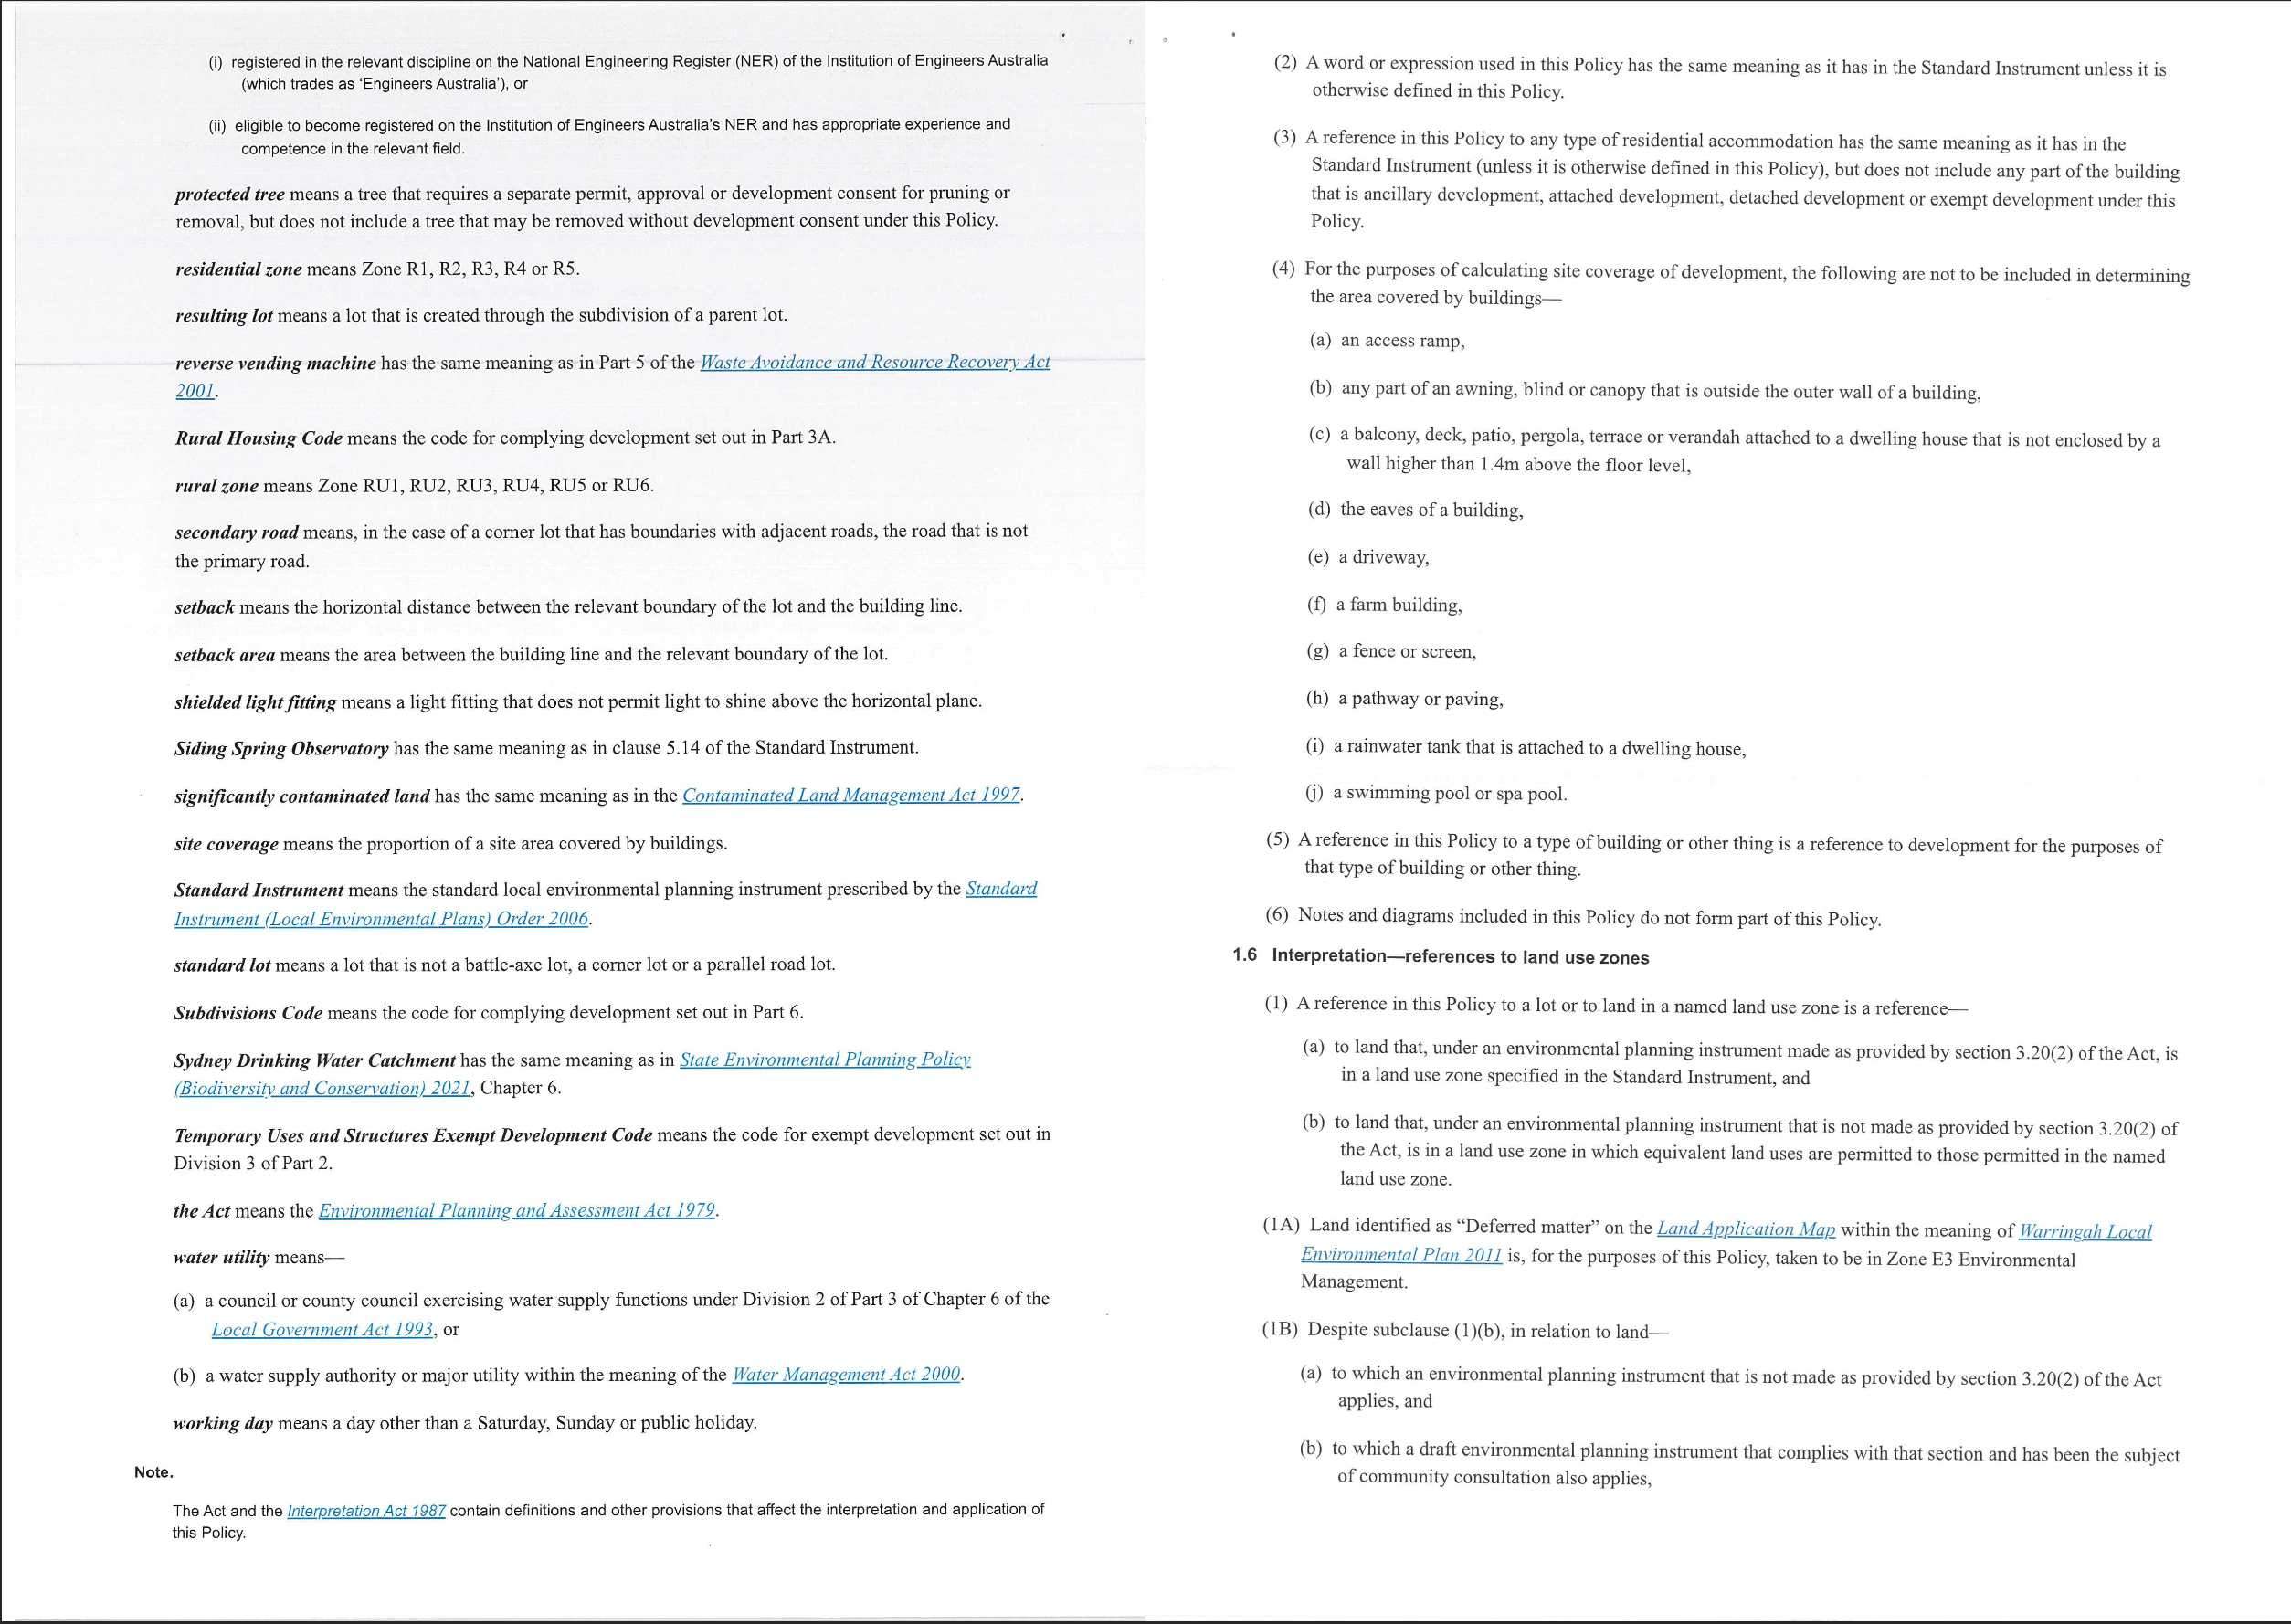 (i) registered in the relevant discipline on the National Engineering Register (NER) of the Institution of Engineers Australia
(which trades as ‘Engineers Australia’), or
(ii) eligible to become registered on the Institution of Engineers Australia’s NER and has appropriate experience and
competence in the relevant field.
protected tree means a tree that requires a separate permit, approval or development consent for pruning or
removal, but does not include a tree that may be removed without development consent under this Policy.
residential zone means Zone R1, R2, R3, R4 or R5.
resulting lot means a lot that is created through the subdivision of a parent lot.
reverse vending machine has the same meaning as in Part 5 of the Waste Avoidance and Resource Recovery Act
2001.
Rural Housing Code means the code for complying development set out in Part 3A.
rural zone means Zone RU1, RU2, RU3, RU4, RU5 or RU6.
secondary road means, in the case of a corner lot that has boundaries with adjacent roads, the road that is not
the primary road.
setback means the horizontal distance between the relevant boundary of the lot and the building line.
setback area means the area between the building line and the relevant boundary of the lot.
shielded light fitting means a light fitting that does not permit light to shine above the horizontal plane.
Siding Spring Observatory has the same meaning as in clause 5.14 of the Standard Instrument.
significantly contaminated land has the same meaning as in the Contaminated Land Management Act 1997.
site coverage means the proportion of a site area covered by buildings.
Standard Instrument means the standard local environmental planning instrument prescribed by the Standard
Instrument (Local Environmental Plans) Order 2006.
standard lot means a lot that is not a battle-axe lot, a corner lot or a parallel road lot.
Subdivisions Code means the code for complying development set out in Part 6.
Sydney Drinking Water Catchment has the same meaning as in State Environmental Planning Policy
(Biodiversity and Conservation) 2021, Chapter 6.
Temporary Uses and Structures Exempt Development Code means the code for exempt development set out in
Division 3 of Part 2.
the Act means the Environmental Planning and Assessment Act 1979.
water utility means—
(a) a council or county council exercising water supply functions under Division 2 of Part 3 of Chapter 6 of the
Local Government Act 1993, or
(b) a water supply authority or major utility within the meaning of the Water Management Act 2000.
working day means a day other than a Saturday, Sunday or public holiday.
Note.
The Act and the Interpretation Act 1987 contain definitions and other provisions that affect the interpretation and application of
this Policy.
(2) A word or expression used in this Policy has the same meaning as it has in the Standard Instrument unless it is
otherwise defined in this Policy.
(3) A reference in this Policy to any type of residential accommodation has the same meaning as it has in the
Standard Instrument (unless it is otherwise defined in this Policy), but does not include any part of the building
that is ancillary development, attached development, detached development or exempt development under this
Policy.
(4) For the purposes of calculating site coverage of development, the following are not to be included in determining
the area covered by buildings—
(a) an access ramp,
(b) any part of an awning, blind or canopy that is outside the outer wall of a building,
(c) a balcony, deck, patio, pergola, terrace or verandah attached to a dwelling house that is not enclosed by a
wall higher than 1.4m above the floor level,
(d) the eaves of a building,
(e) a driveway,
(f) a farm building,
(g) a fence or screen,
(h) a pathway or paving,
(i) a rainwater tank that is attached to a dwelling house,
(j) a swimming pool or spa pool.
(5) A reference in this Policy to a type of building or other thing is a reference to development for the purposes of
that type of building or other thing.
(6) Notes and diagrams included in this Policy do not form part of this Policy.
1.6 Interpretation—references to land use zones
(1) A reference in this Policy to a lot or to land in a named land use zone is a reference—
(a) to land that, under an environmental planning instrument made as provided by section 3.20(2) of the Act, is
in a land use zone specified in the Standard Instrument, and
(b) to land that, under an environmental planning instrument that is not made as provided by section 3.20(2) of
the Act, is in a land use zone in which equivalent land uses are permitted to those permitted in the named
land use zone.
(1A) Land identified as “Deferred matter” on the Land Application Map within the meaning of Warringah Local
Environmental Plan 2011 is, for the purposes of this Policy, taken to be in Zone E3 Environmental
Management.
(1B) Despite subclause (1)(b), in relation to land—
(a) to which an environmental planning instrument that is not made as provided by section 3.20(2) of the Act
applies, and
(b) to which a draft environmental planning instrument that complies with that section and has been the subject
of community consultation also applies,